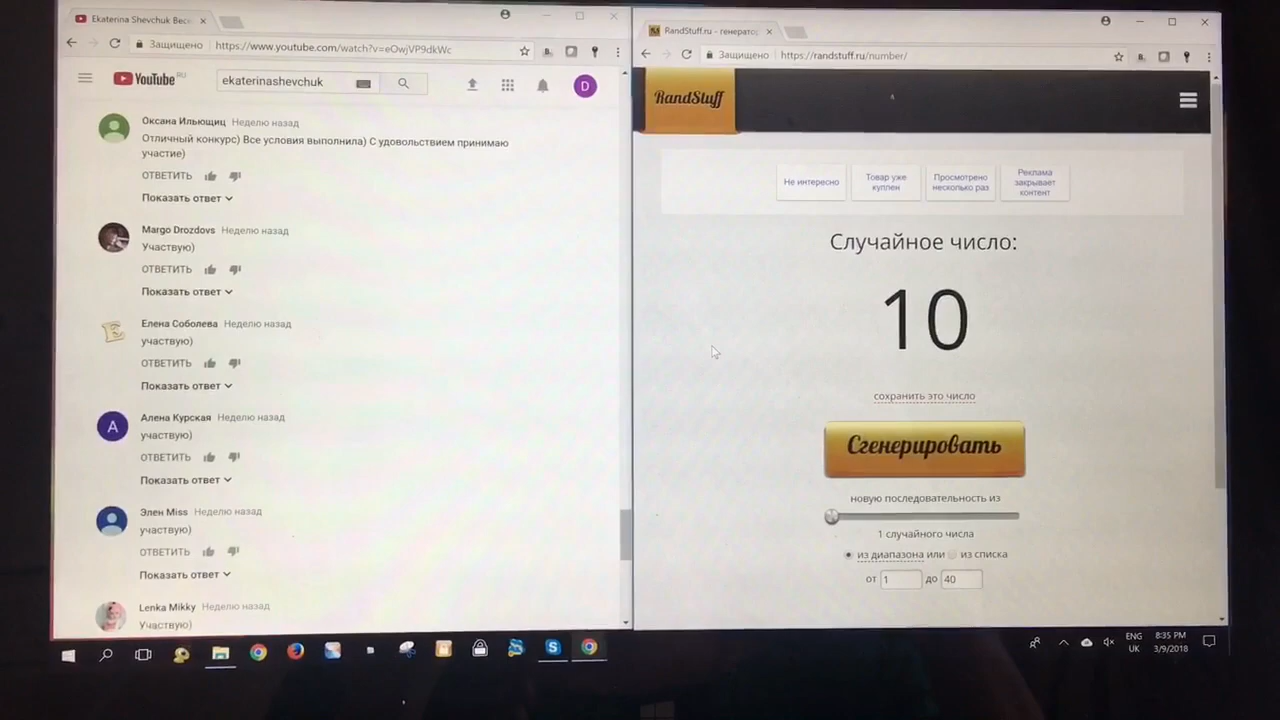 Ekaterina Shevchuk Весе
Защищено
https://www.youtube.com/watch?v=eOwjVP9dkWc
YouTube RU
ekaterinashevchuk
D
Оксана Ильющиц Неделю назад
Отличный конкурс) Все условия выполнила) С удовольствием принимаю
участие)
ОТВЕТИТЬ
Показать ответ
Margo Drozdovs Неделю назад
Участвую)
ОТВЕТИТЬ
Показать ответ
Елена Соболева Неделю назад
участвую)
ОТВЕТИТЬ
Показать ответ
А
Алена Курская Неделю назад
участвую)
ОТВЕТИТЬ
Показать ответ
Элен Miss Неделю назад
участвую)
ОТВЕТИТЬ
Показать ответ
Lenka Mikky Неделю назад
Участвую)
RandStuff.ru - генератор
Защищено
https://randstuff.ru/number/
RandStuff
Не интересно
Товар уже
куплен
Просмотрено
несколько раз
Реклама
закрывает
контент
Случайное число:
10
сохранить это число
Сгенерировать
новую последовательность из
1 случайного числа
из диапазона или из списка
от 1 до 40
ENG
UK
8:35 PM
3/9/2018